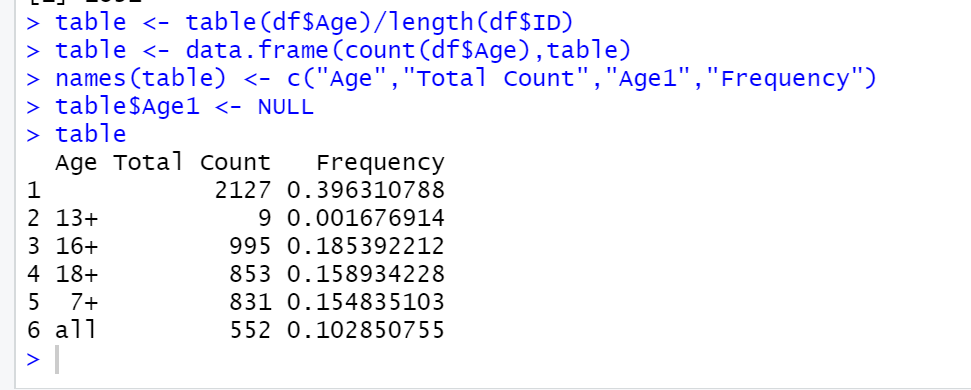 > table <- table(df$Age)/length(df$ID)
> table <- data.frame(count(df$Age),table)
> names(table) <- c("Age","Total Count","Age1","Frequency")
> table$Age1 <- NULL
> table
  Age Total Count   Frequency
1            2127 0.396310788
2 13+           9 0.001676914
3 16+         995 0.185392212
4 18+         853 0.158934228
5  7+         831 0.154835103
6 all         552 0.102850755
>